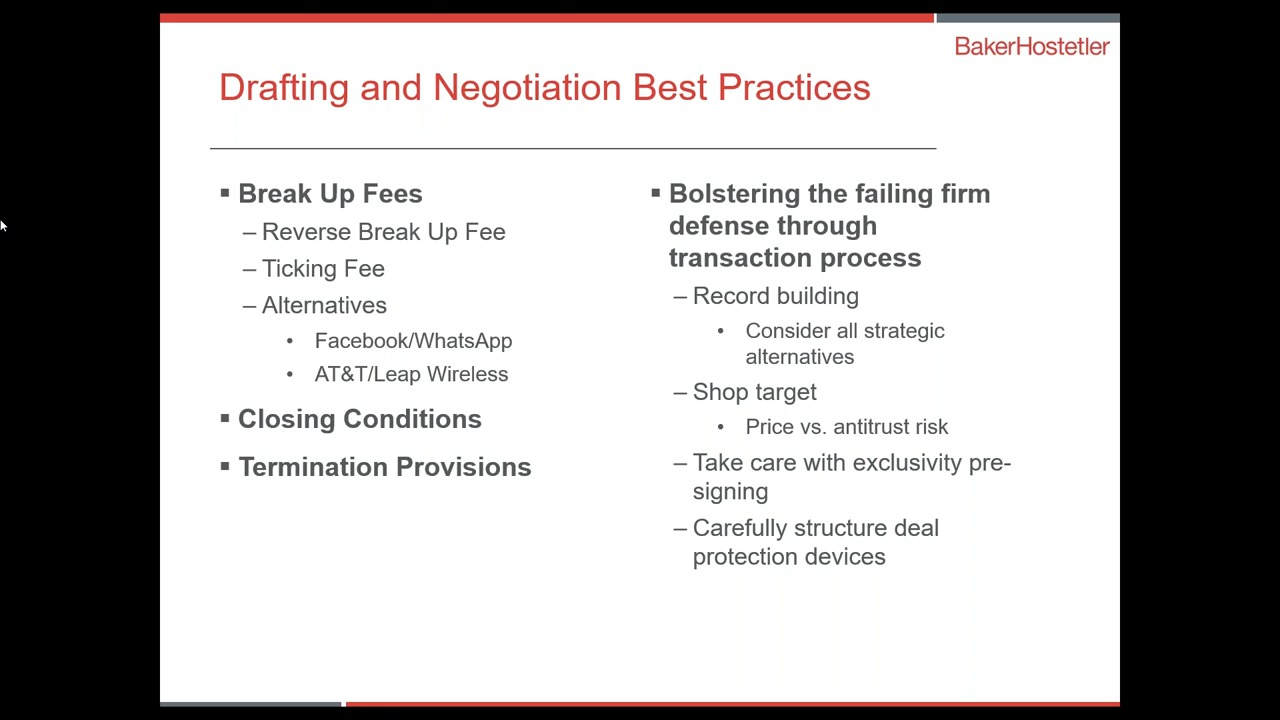 BakerHostetler
Drafting and Negotiation Best Practices
▪ Break Up Fees
– Reverse Break Up Fee
– Ticking Fee
– Alternatives
• Facebook/WhatsApp
• AT&T/Leap Wireless
▪ Closing Conditions
▪ Termination Provisions
▪ Bolstering the failing firm
defense through
transaction process
– Record building
• Consider all strategic
alternatives
– Shop target
• Price vs. antitrust risk
– Take care with exclusivity pre-
signing
– Carefully structure deal
protection devices